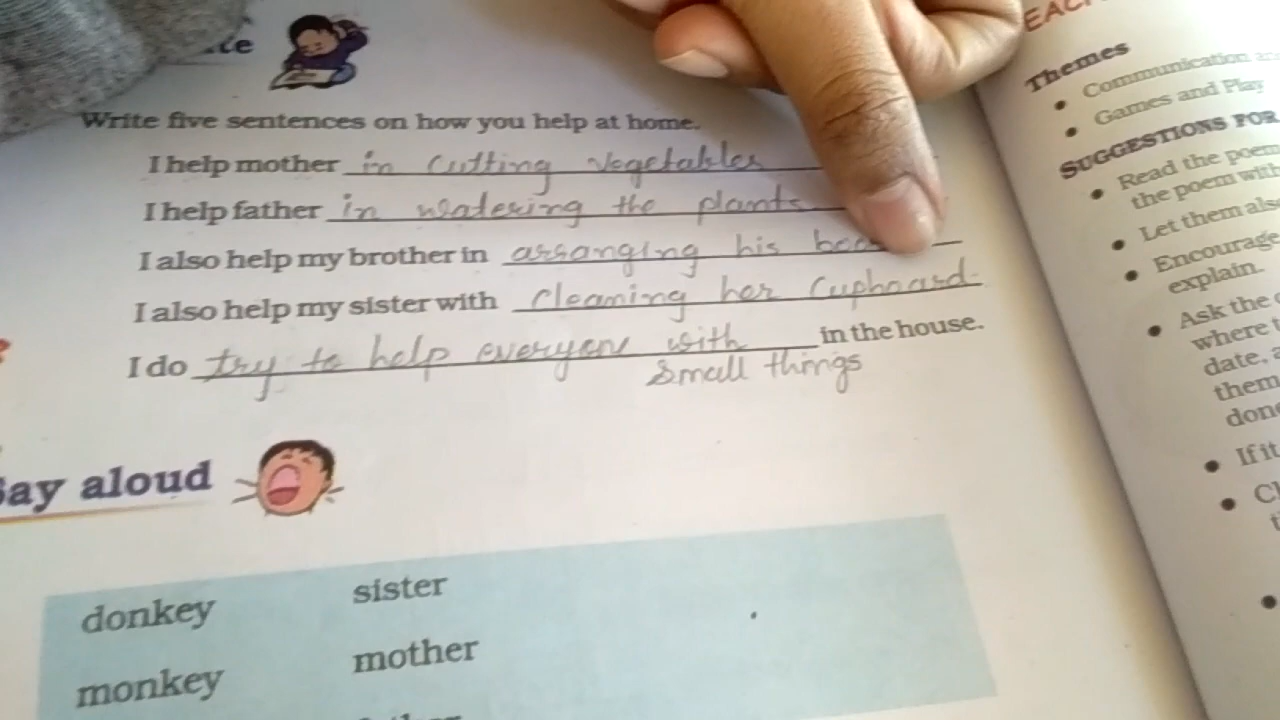 Write five sentences on how you help at home.
I help mother in Cutting Vegetables
I help father in watering the plants
I also help my brother in arranging his
I also help my sister with Cleaning her Cupboard.
I do try to help everyone with in the house.
small things
Say aloud
donkey sister
monkey mother
Themes
• Communication
• Games and Play
SUGGESTIONS FOR
• Read the poem
the poem with
• Let them also
• Encourage
explain.
• Ask the
where
date,
them
• If it